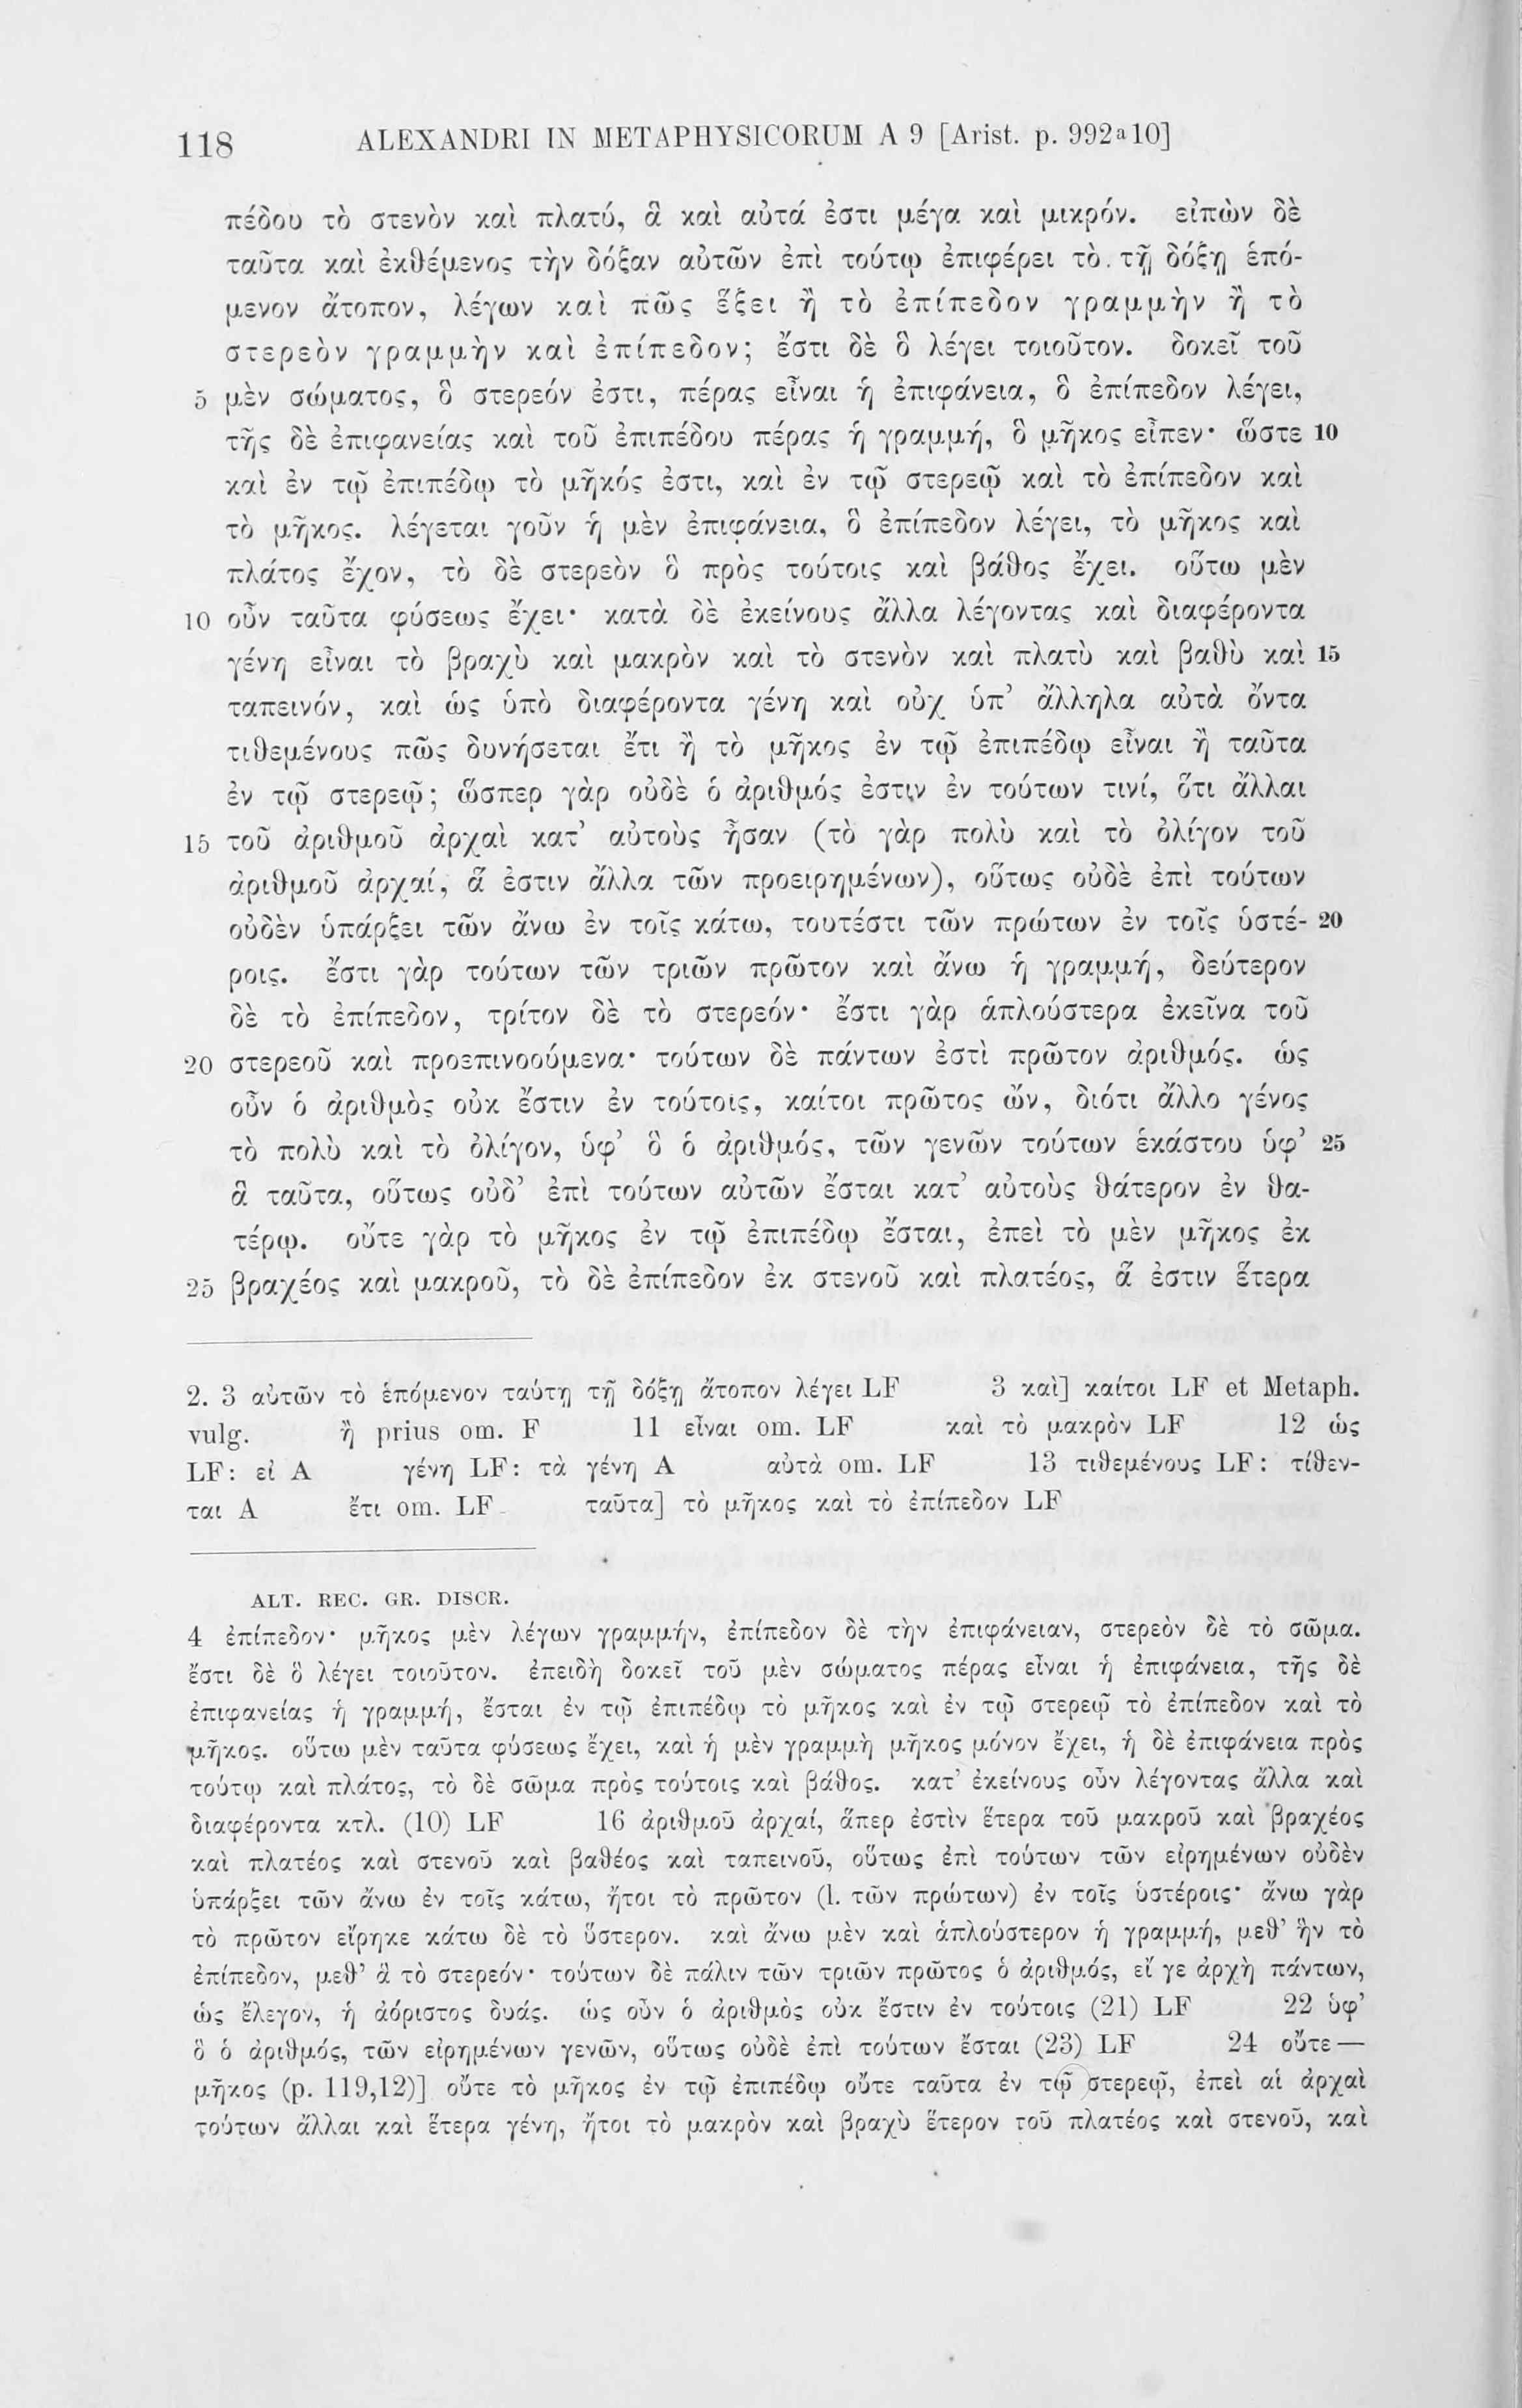 118 ALEXANDRI IN METAPHYSICORUM A 9 [Arist. p. 992a10]
πέδου τὸ στενὸν καὶ πλατύ, ἃ καὶ αὐτά ἐστι μέγα καὶ μικρόν. εἰπὼν δὲ
ταῦτα καὶ ἐκθέμενος τὴν δόξαν αὐτῶν ἐπὶ τούτῳ ἐπιφέρει τὸ τῇ δόξῃ ἑπό-
μενον ἄτοπον, λέγων καὶ πῶς ἕξει ἢ τὸ ἐπίπεδον γραμμὴν ἢ τὸ
στερεὸν γραμμὴν καὶ ἐπίπεδον; ἔστι δὲ ὃ λέγει τοιοῦτον. δοκεῖ τοῦ
5 μὲν σώματος, ὃ στερεόν ἐστι, πέρας εἶναι ἡ ἐπιφάνεια, ὃ ἐπίπεδον λέγει,
τῆς δὲ ἐπιφανείας καὶ τοῦ ἐπιπέδου πέρας ἡ γραμμή, ὃ μῆκος εἶπεν· ὥστε 10
καὶ ἐν τῷ ἐπιπέδῳ τὸ μῆκός ἐστι, καὶ ἐν τῷ στερεῷ καὶ τὸ ἐπίπεδον καὶ
τὸ μῆκος. λέγεται γοῦν ἡ μὲν ἐπιφάνεια, ὃ ἐπίπεδον λέγει, τὸ μῆκος καὶ
πλάτος ἔχον, τὸ δὲ στερεὸν ὃ πρὸς τούτοις καὶ βάθος ἔχει. οὕτω μὲν
10 οὖν ταῦτα φύσεως ἔχει· κατὰ δὲ ἐκείνους ἄλλα λέγοντας καὶ διαφέροντα
γένη εἶναι τὸ βραχὺ καὶ μακρὸν καὶ τὸ στενὸν καὶ πλατὺ καὶ βαθὺ καὶ 15
ταπεινόν, καὶ ὡς ὑπὸ διαφέροντα γένη καὶ οὐχ ὑπ’ ἄλληλα αὐτὰ ὄντα
τιθεμένους πῶς δυνήσεται ἔτι ἢ τὸ μῆκος ἐν τῷ ἐπιπέδῳ εἶναι ἢ ταῦτα
ἐν τῷ στερεῷ; ὥσπερ γὰρ οὐδὲ ὁ ἀριθμός ἐστιν ἐν τούτων τινί, ὅτι ἄλλαι
15 τοῦ ἀριθμοῦ ἀρχαὶ κατ’ αὐτοὺς ἦσαν (τὸ γὰρ πολὺ καὶ τὸ ὀλίγον τοῦ
ἀριθμοῦ ἀρχαί, ἅ ἐστιν ἄλλα τῶν προειρημένων), οὕτως οὐδὲ ἐπὶ τούτων
οὐδὲν ὑπάρξει τῶν ἄνω ἐν τοῖς κάτω, τουτέστι τῶν πρώτων ἐν τοῖς ὑστέ- 20
ροις. ἔστι γὰρ τούτων τῶν τριῶν πρῶτον καὶ ἄνω ἡ γραμμή, δεύτερον
δὲ τὸ ἐπίπεδον, τρίτον δὲ τὸ στερεόν· ἔστι γὰρ ἁπλούστερα ἐκεῖνα τοῦ
20 στερεοῦ καὶ προεπινοούμενα· τούτων δὲ πάντων ἐστὶ πρῶτον ἀριθμός. ὡς
οὖν ὁ ἀριθμὸς οὐκ ἔστιν ἐν τούτοις, καίτοι πρῶτος ὤν, διότι ἄλλο γένος
τὸ πολὺ καὶ τὸ ὀλίγον, ὑφ’ ὃ ὁ ἀριθμός, τῶν γενῶν τούτων ἑκάστου ὑφ’ 25
ἃ ταῦτα, οὕτως οὐδ’ ἐπὶ τούτων αὐτῶν ἔσται κατ’ αὐτοὺς θάτερον ἐν θα-
τέρῳ. οὔτε γὰρ τὸ μῆκος ἐν τῷ ἐπιπέδῳ ἔσται, ἐπεὶ τὸ μὲν μῆκος ἐκ
25 βραχέος καὶ μακροῦ, τὸ δὲ ἐπίπεδον ἐκ στενοῦ καὶ πλατέος, ἅ ἐστιν ἕτερα
2. 3 αὐτῶν τὸ ἑπόμενον ταύτῃ τῇ δόξῃ ἄτοπον λέγει LF 3 καὶ] καίτοι LF et Metaph.
vulg. ἢ prius om. F 11 εἶναι om. LF καὶ τὸ μακρὸν LF 12 ὡς
LF: εἰ A γένη LF: τὰ γένη A αὐτὰ om. LF 13 τιθεμένους LF: τίθεν-
ται A ἔτι om. LF ταῦτα] τὸ μῆκος καὶ τὸ ἐπίπεδον LF
ALT. REC. GR. DISCR.
4 ἐπίπεδον· μῆκος μὲν λέγων γραμμήν, ἐπίπεδον δὲ τὴν ἐπιφάνειαν, στερεὸν δὲ τὸ σῶμα.
ἔστι δὲ ὃ λέγει τοιοῦτον. ἐπειδὴ δοκεῖ τοῦ μὲν σώματος πέρας εἶναι ἡ ἐπιφάνεια, τῆς δὲ
ἐπιφανείας ἡ γραμμή, ἔσται ἐν τῷ ἐπιπέδῳ τὸ μῆκος καὶ ἐν τῷ στερεῷ τὸ ἐπίπεδον καὶ τὸ
μῆκος. οὕτω μὲν ταῦτα φύσεως ἔχει, καὶ ἡ μὲν γραμμὴ μῆκος μόνον ἔχει, ἡ δὲ ἐπιφάνεια πρὸς
τούτῳ καὶ πλάτος, τὸ δὲ σῶμα πρὸς τούτοις καὶ βάθος. κατ’ ἐκείνους οὖν λέγοντας ἄλλα καὶ
διαφέροντα κτλ. (10) LF 16 ἀριθμοῦ ἀρχαί, ἅπερ ἐστὶν ἕτερα τοῦ μακροῦ καὶ βραχέος
καὶ πλατέος καὶ στενοῦ καὶ βαθέος καὶ ταπεινοῦ, οὕτως ἐπὶ τούτων τῶν εἰρημένων οὐδὲν
ὑπάρξει τῶν ἄνω ἐν τοῖς κάτω, ἤτοι τὸ πρῶτον (l. τῶν πρώτων) ἐν τοῖς ὑστέροις· ἄνω γὰρ
τὸ πρῶτον εἴρηκε κάτω δὲ τὸ ὕστερον. καὶ ἄνω μὲν καὶ ἁπλούστερον ἡ γραμμή, μεθ’ ἣν τὸ
ἐπίπεδον, μεθ’ ἃ τὸ στερεόν· τούτων δὲ πάλιν τῶν τριῶν πρῶτος ὁ ἀριθμός, εἴ γε ἀρχὴ πάντων,
ὡς ἔλεγον, ἡ ἀόριστος δυάς. ὡς οὖν ὁ ἀριθμὸς οὐκ ἔστιν ἐν τούτοις (21) LF 22 ὑφ’
ὃ ὁ ἀριθμός, τῶν εἰρημένων γενῶν, οὕτως οὐδὲ ἐπὶ τούτων ἔσται (23) LF 24 οὔτε —
μῆκος (p. 119,12)] οὔτε τὸ μῆκος ἐν τῷ ἐπιπέδῳ οὔτε ταῦτα ἐν τῷ στερεῷ, ἐπεὶ αἱ ἀρχαὶ
τούτων ἄλλαι καὶ ἕτερα γένη, ἤτοι τὸ μακρὸν καὶ βραχὺ ἕτερον τοῦ πλατέος καὶ στενοῦ, καὶ